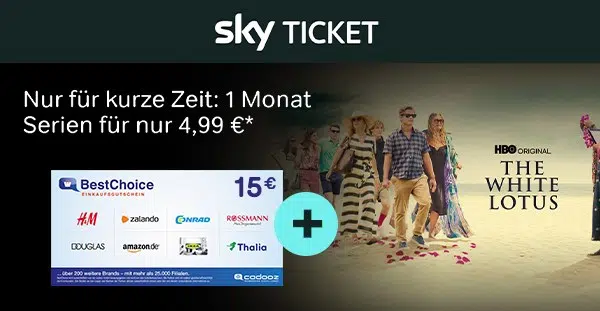 sky TICKET
Nur für kurze Zeit: 1 Monat
Serien für nur 4,99 €*
BestChoice
EINKAUFSGUTSCHEIN
15 €
H&M
zalando
CONRAD
ROSSMANN
DOUGLAS
amazon.de
Thalia
... über 200 weitere Brands – mit mehr als 25.000 Filialen.
cadooz
+
HBO ORIGINAL
THE
WHITE
LOTUS